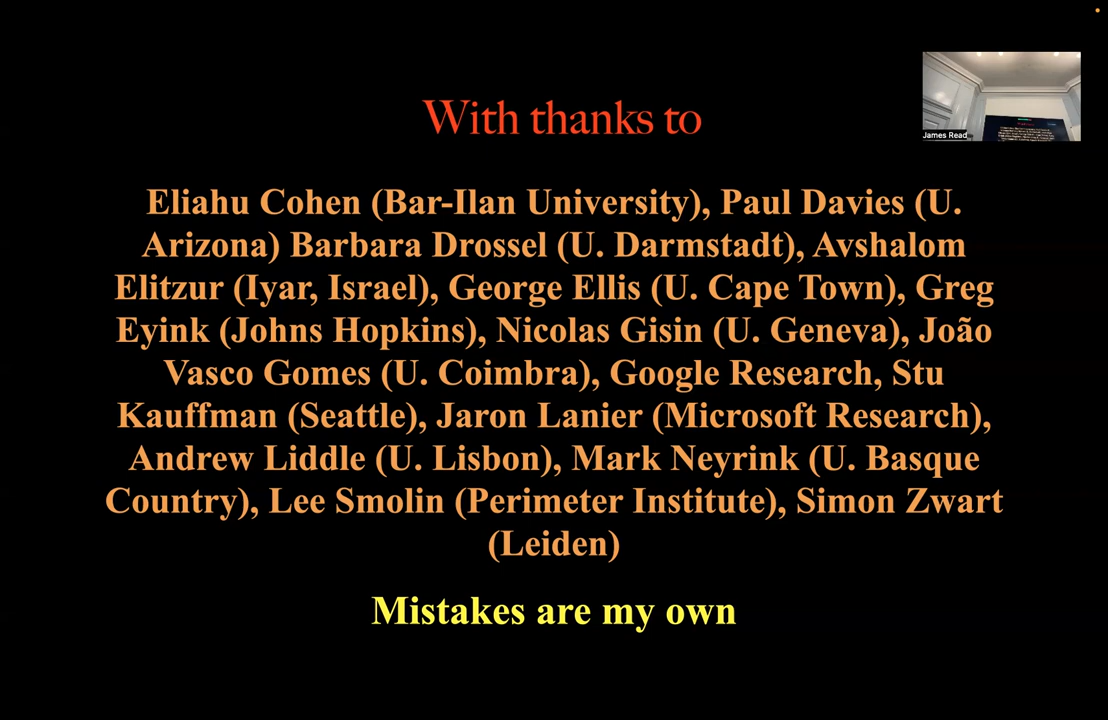 With thanks to
James Read
Eliahu Cohen (Bar-Ilan University), Paul Davies (U.
Arizona) Barbara Drossel (U. Darmstadt), Avshalom
Elitzur (Iyar, Israel), George Ellis (U. Cape Town), Greg
Eyink (Johns Hopkins), Nicolas Gisin (U. Geneva), João
Vasco Gomes (U. Coimbra), Google Research, Stu
Kauffman (Seattle), Jaron Lanier (Microsoft Research),
Andrew Liddle (U. Lisbon), Mark Neyrink (U. Basque
Country), Lee Smolin (Perimeter Institute), Simon Zwart
(Leiden)
Mistakes are my own